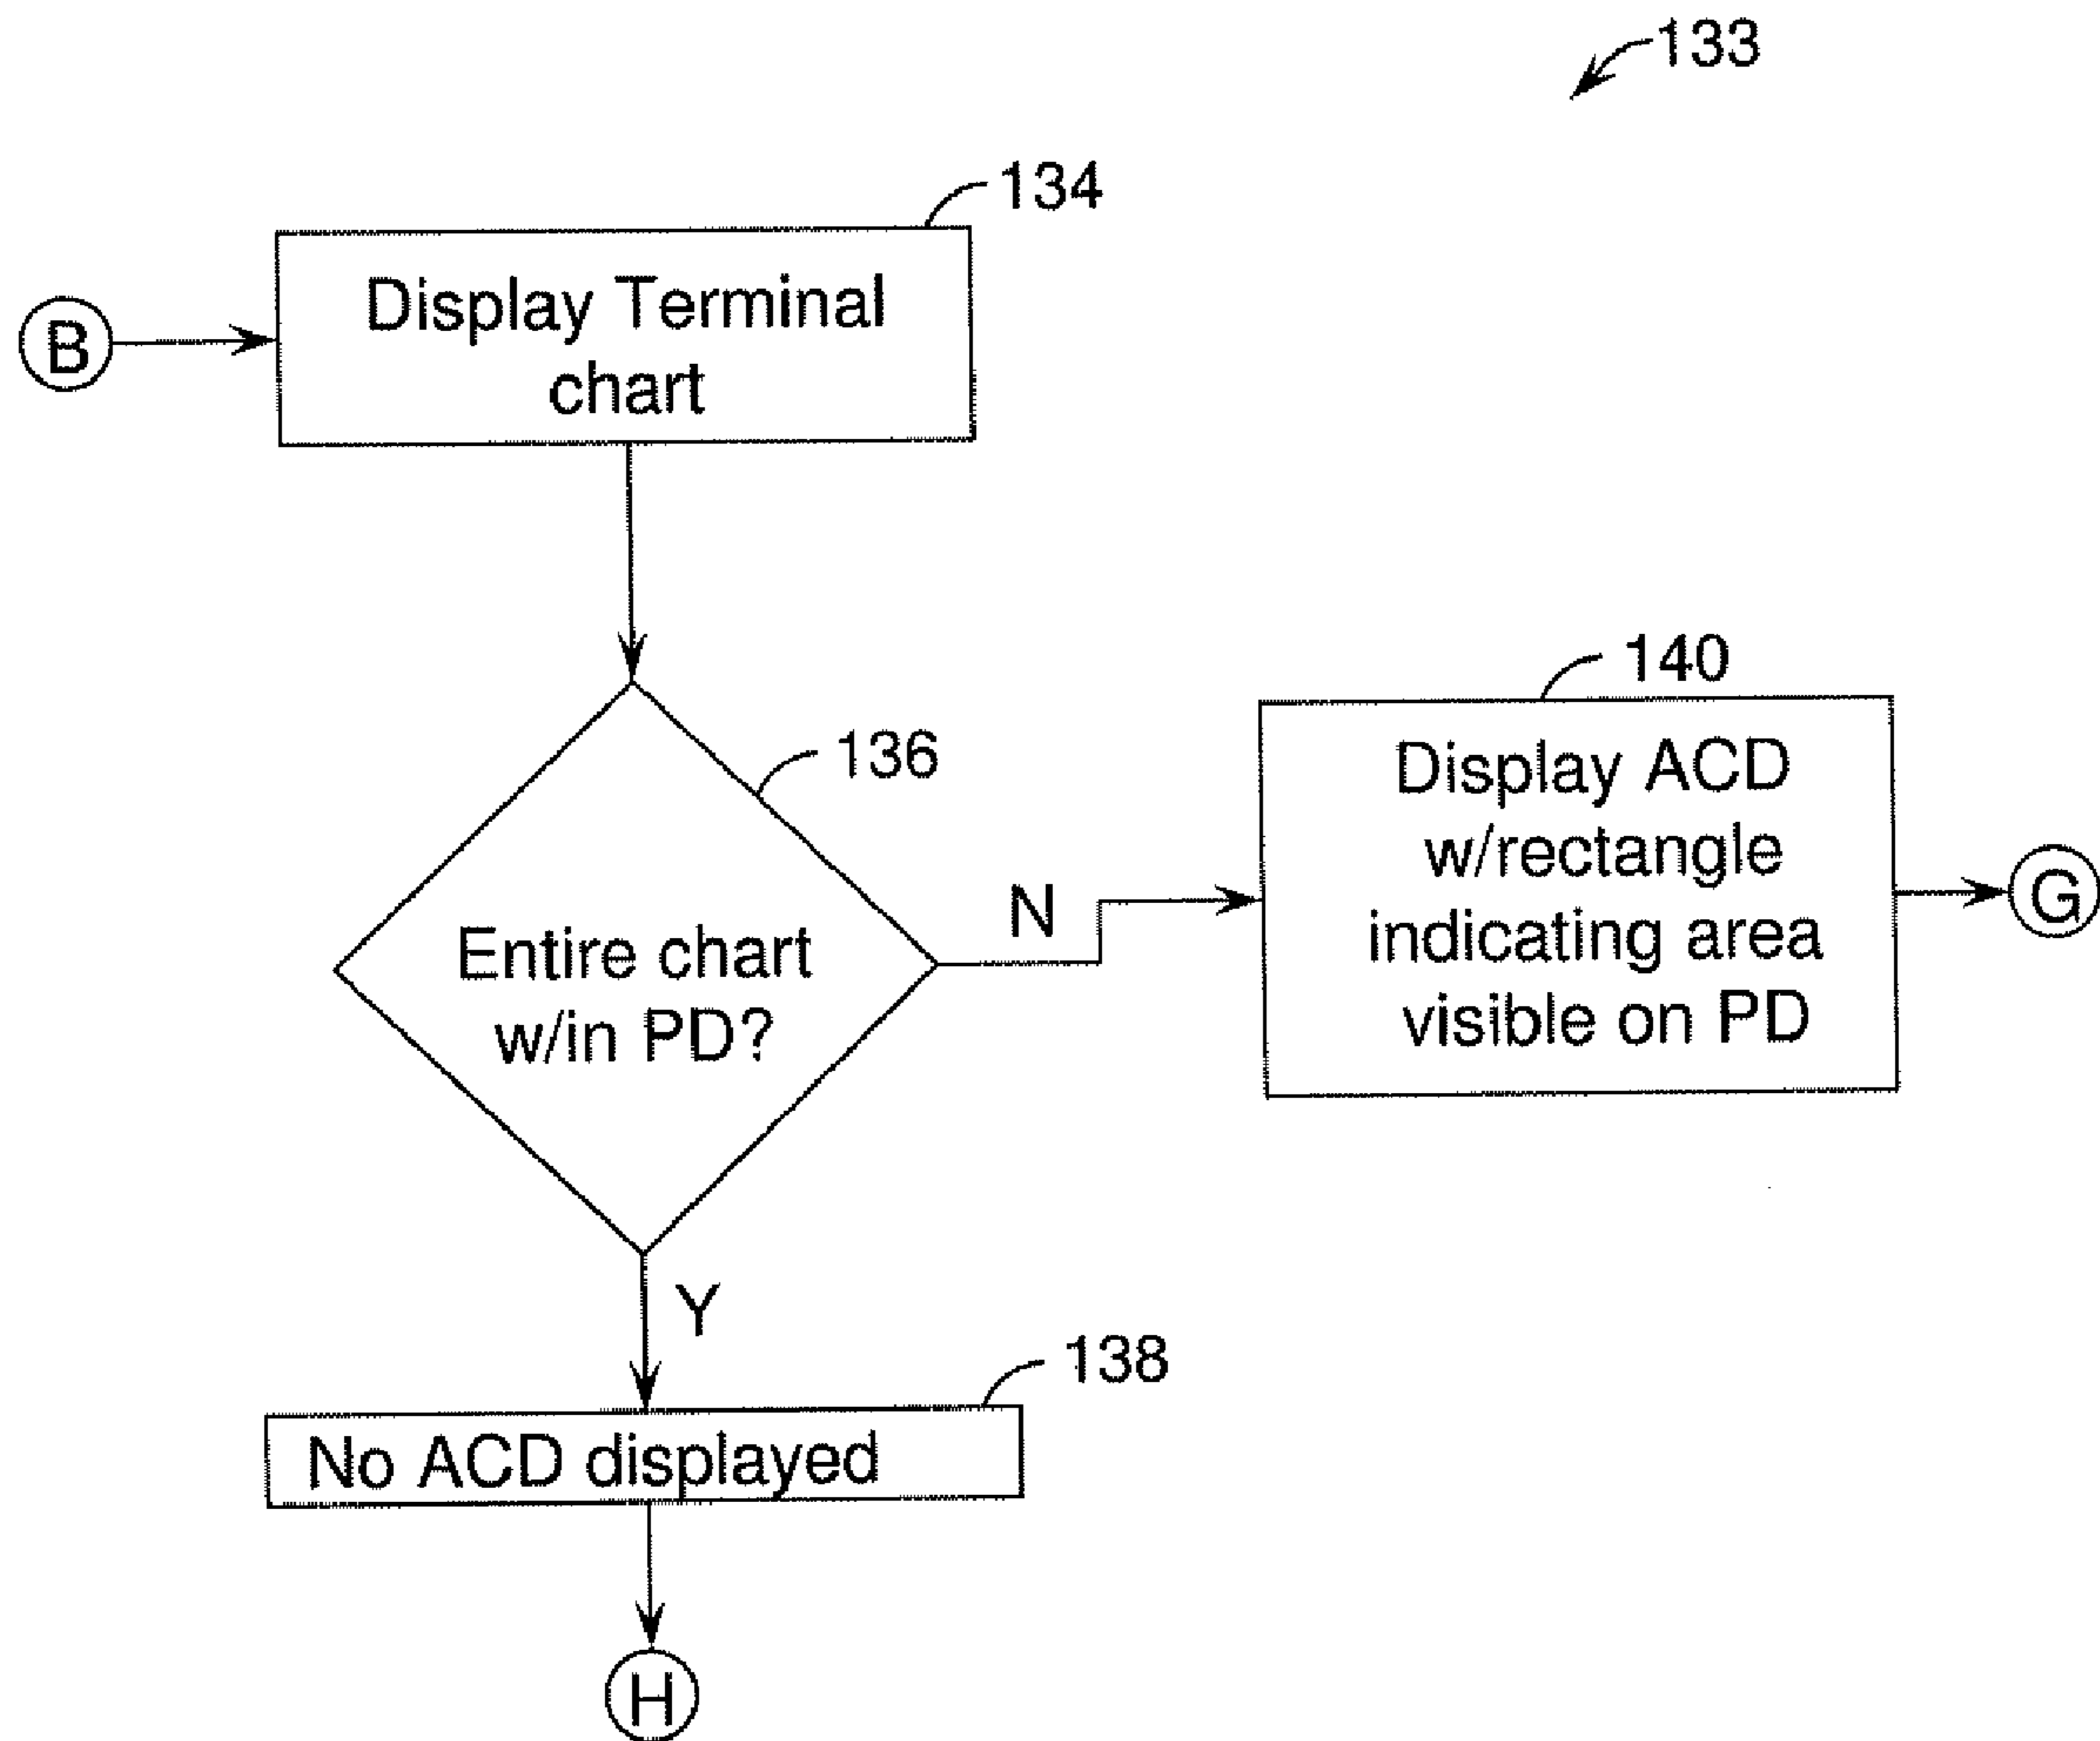 133
134
B
Display Terminal
chart
136
Entire chart
w/in PD?
N
140
Display ACD
w/rectangle
indicating area
visible on PD
G
Y
138
No ACD displayed
H